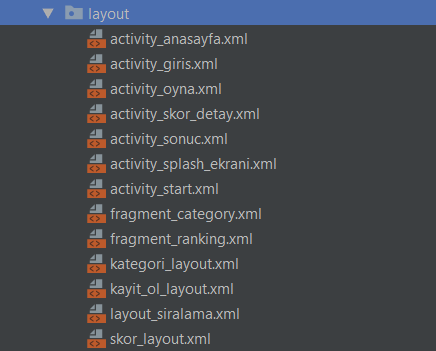 layout
activity_anasayfa.xml
activity_giris.xml
activity_oyna.xml
activity_skor_detay.xml
activity_sonuc.xml
activity_splash_ekrani.xml
activity_start.xml
fragment_category.xml
fragment_ranking.xml
kategori_layout.xml
kayit_ol_layout.xml
layout_siralama.xml
skor_layout.xml